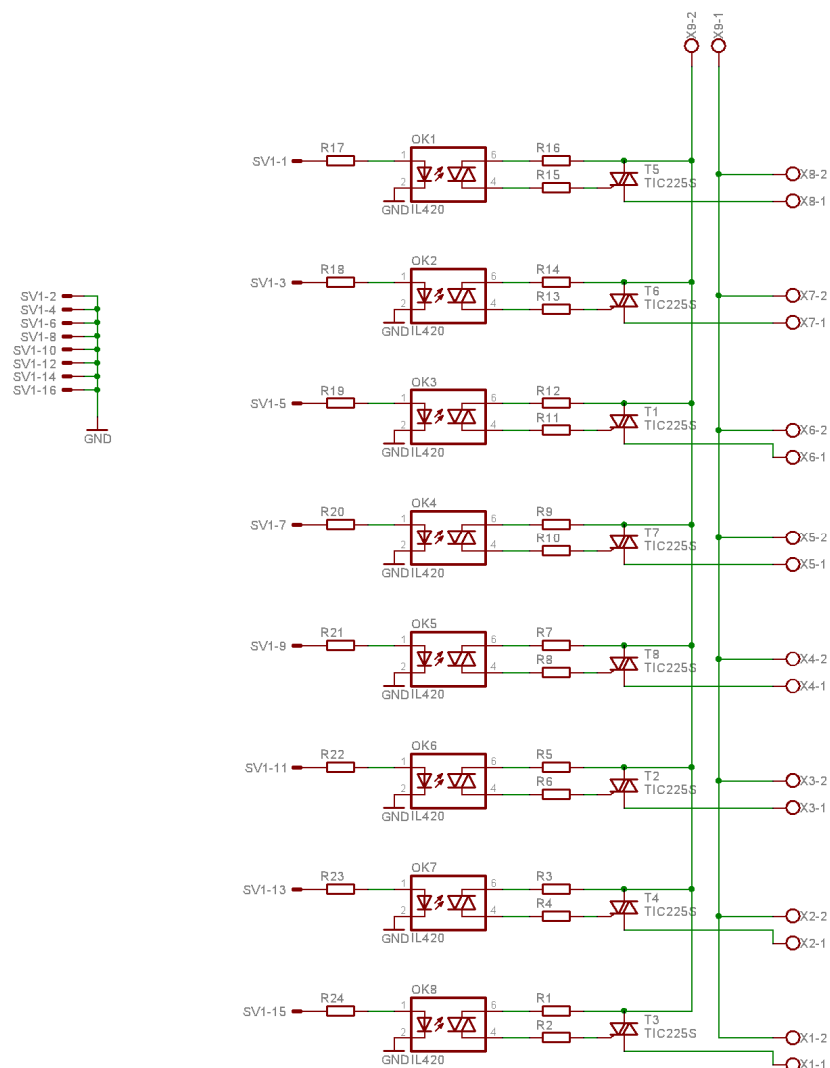 X9-2
X9-1
OK1
SV1-1
R17
1
2
GND
IL420
6
4
R16
R15
T5
TIC225S
X8-2
X8-1
OK2
SV1-3
R18
1
2
GND
IL420
6
4
R14
R13
T6
TIC225S
X7-2
X7-1
SV1-2
SV1-4
SV1-6
SV1-8
SV1-10
SV1-12
SV1-14
SV1-16
GND
OK3
SV1-5
R19
1
2
GND
IL420
6
4
R12
R11
T1
TIC225S
X6-2
X6-1
OK4
SV1-7
R20
1
2
GND
IL420
6
4
R9
R10
T7
TIC225S
X5-2
X5-1
OK5
SV1-9
R21
1
2
GND
IL420
6
4
R7
R8
T8
TIC225S
X4-2
X4-1
OK6
SV1-11
R22
1
2
GND
IL420
6
4
R5
R6
T2
TIC225S
X3-2
X3-1
OK7
SV1-13
R23
1
2
GND
IL420
6
4
R3
R4
T4
TIC225S
X2-2
X2-1
OK8
SV1-15
R24
1
2
GND
IL420
6
4
R1
R2
T3
TIC225S
X1-2
X1-1